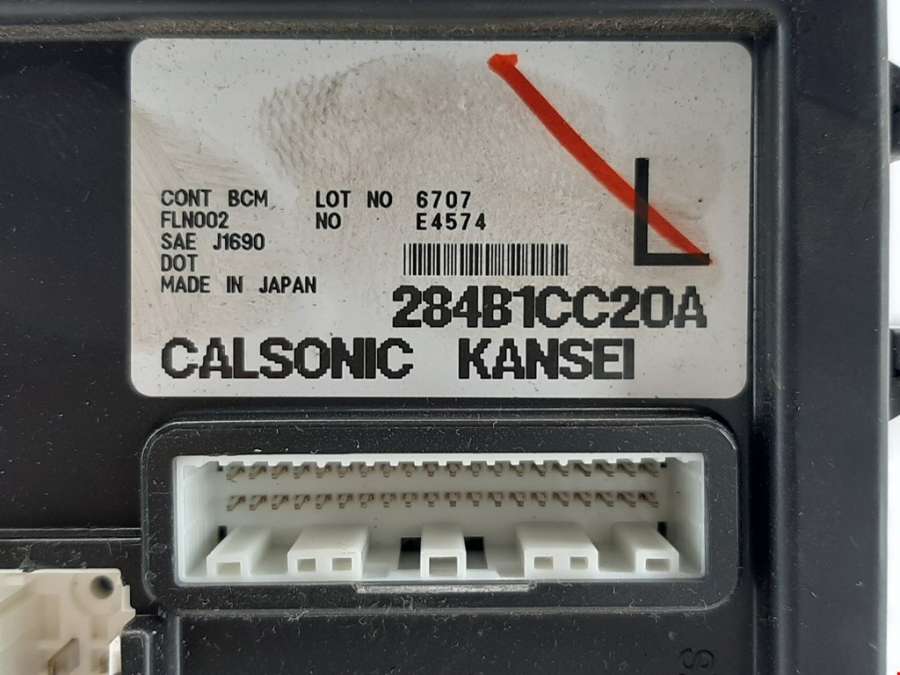 CONT BCM LOT NO 6707
FLN002 NO E4574
SAE J1690
DOT
MADE IN JAPAN
L
284B1CC20A
CALSONIC KANSEI
S